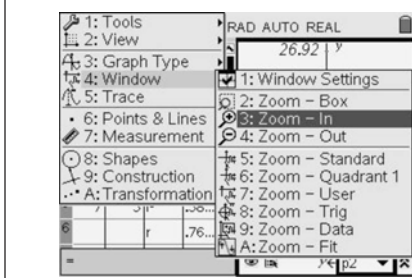 1: Tools
2: View
3: Graph Type
4: Window
5: Trace
6: Points & Lines
7: Measurement
8: Shapes
9: Construction
A: Transformation
RAD AUTO REAL
26.92 y
1: Window Settings
2: Zoom – Box
3: Zoom – In
4: Zoom – Out
5: Zoom – Standard
6: Zoom – Quadrant 1
7: Zoom – User
8: Zoom – Trig
9: Zoom – Data
A: Zoom – Fit
6 r .76...
=
p2